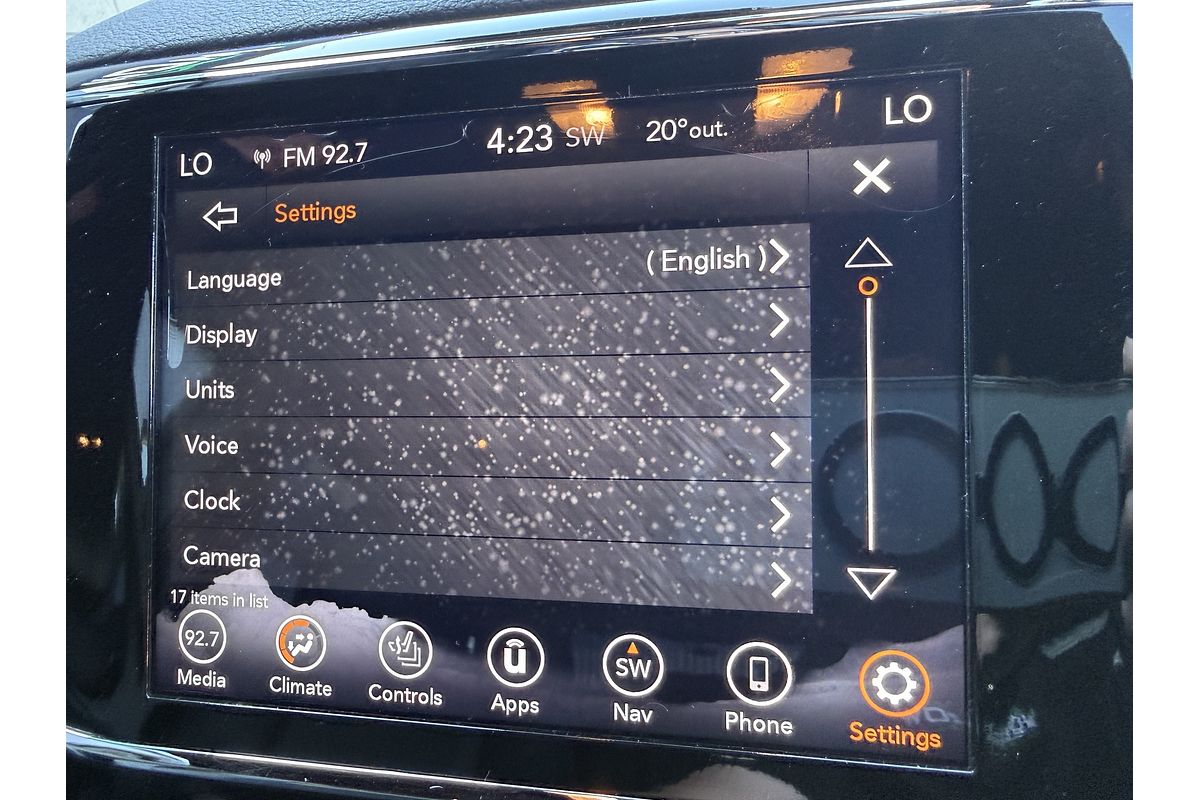 LO FM 92.7 4:23 SW 20° out. LO
Settings
Language (English)
Display
Units
Voice
Clock
Camera
17 items in list
92.7 u SW
Media Climate Controls Apps Nav Phone Settings